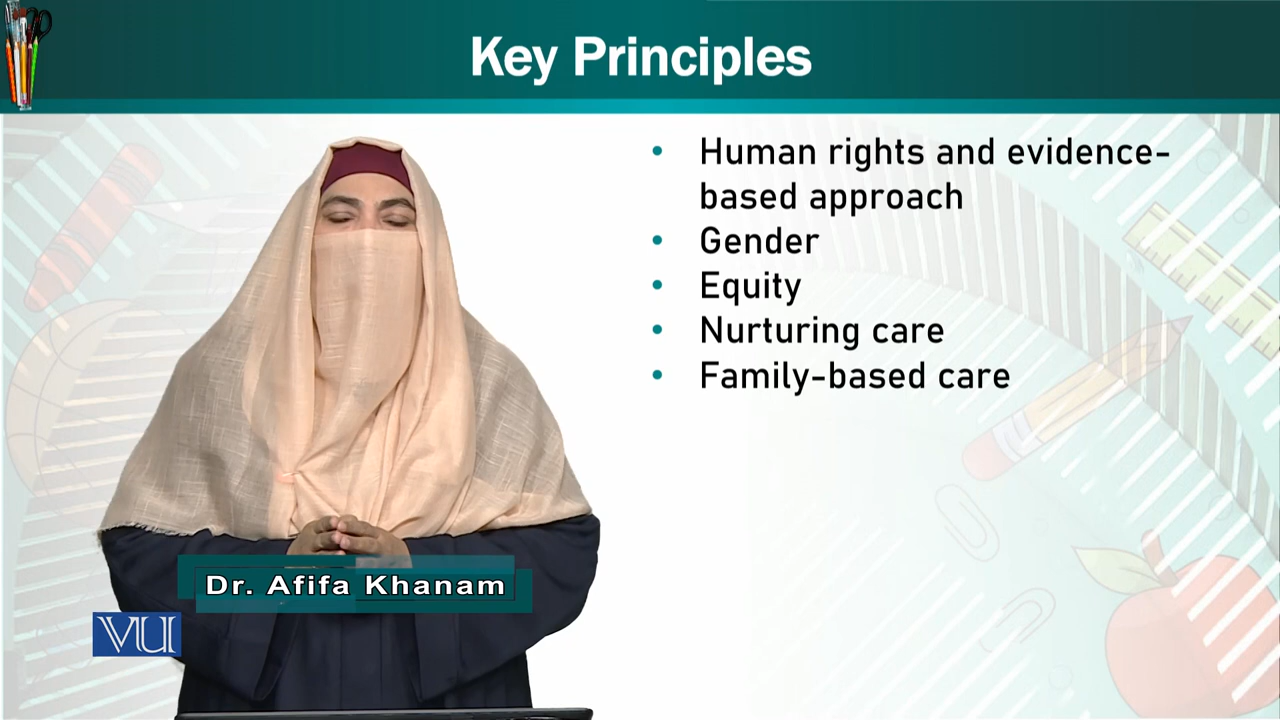 Key Principles
• Human rights and evidence-
based approach
• Gender
• Equity
• Nurturing care
• Family-based care
Dr. Afifa Khanam
VU